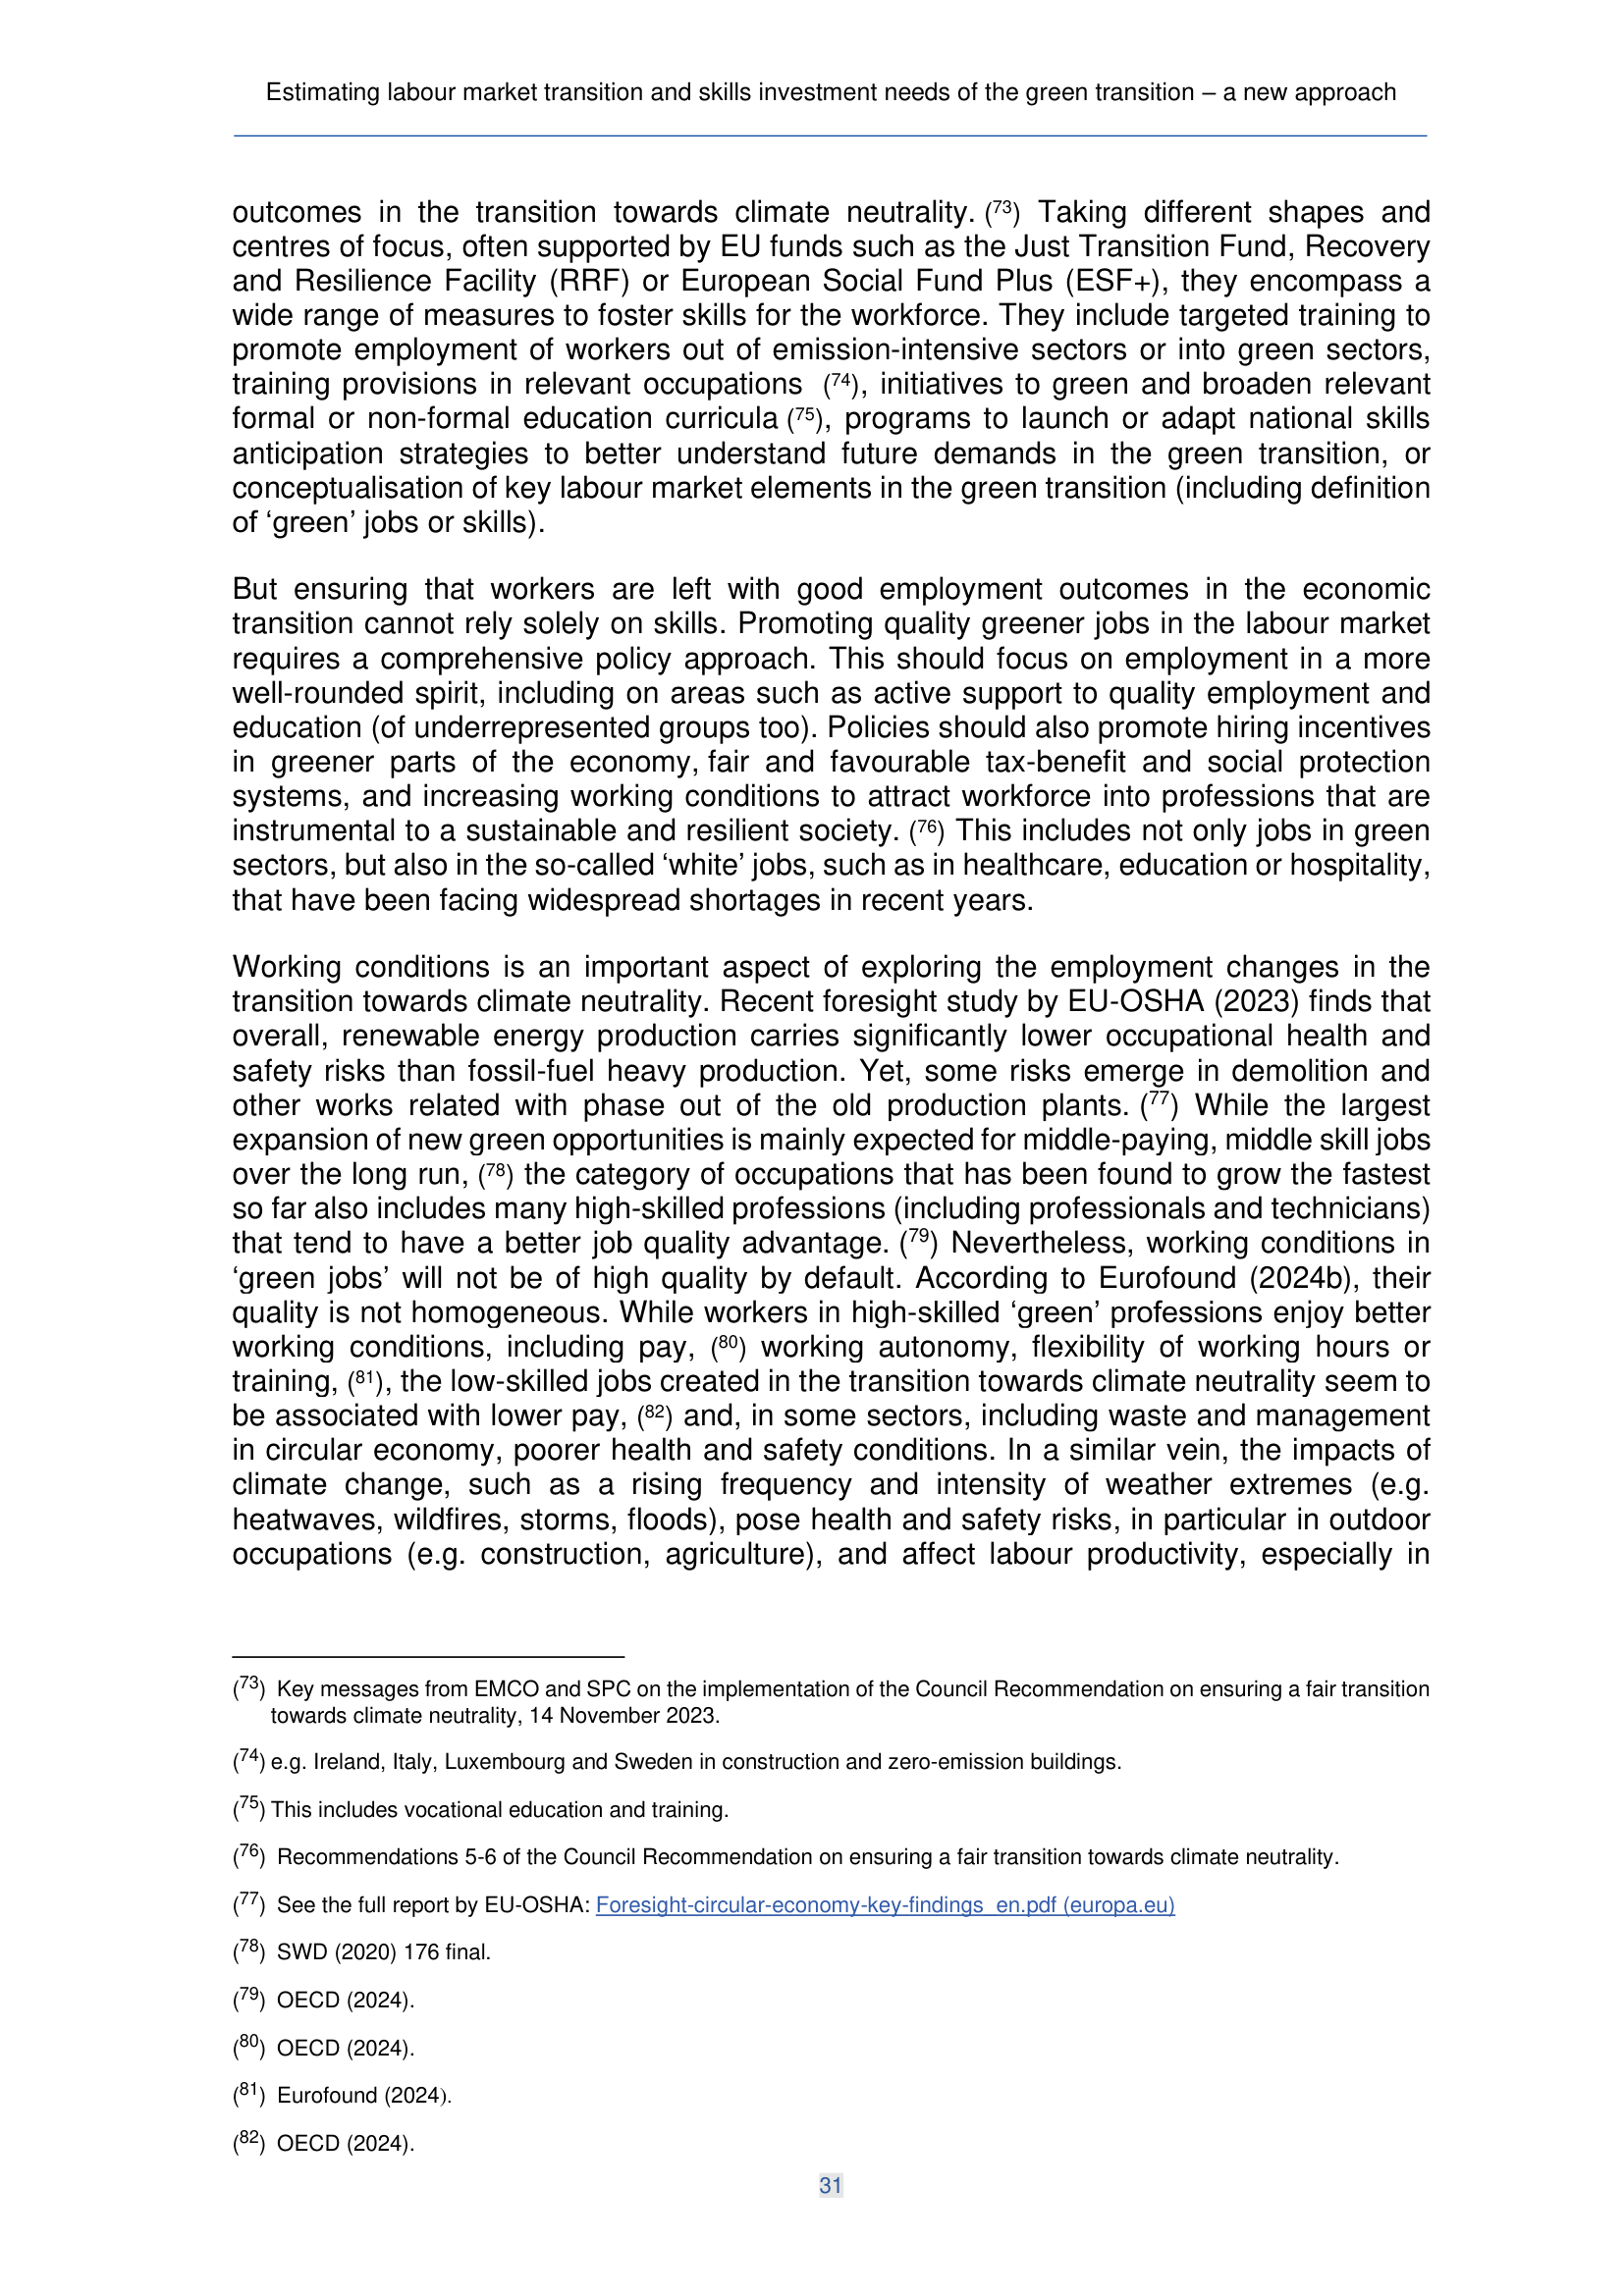 Estimating labour market transition and skills investment needs of the green transition – a new approach
outcomes in the transition towards climate neutrality. (73) Taking different shapes and
centres of focus, often supported by EU funds such as the Just Transition Fund, Recovery
and Resilience Facility (RRF) or European Social Fund Plus (ESF+), they encompass a
wide range of measures to foster skills for the workforce. They include targeted training to
promote employment of workers out of emission-intensive sectors or into green sectors,
training provisions in relevant occupations (74), initiatives to green and broaden relevant
formal or non-formal education curricula (75), programs to launch or adapt national skills
anticipation strategies to better understand future demands in the green transition, or
conceptualisation of key labour market elements in the green transition (including definition
of ‘green’ jobs or skills).
But ensuring that workers are left with good employment outcomes in the economic
transition cannot rely solely on skills. Promoting quality greener jobs in the labour market
requires a comprehensive policy approach. This should focus on employment in a more
well-rounded spirit, including on areas such as active support to quality employment and
education (of underrepresented groups too). Policies should also promote hiring incentives
in greener parts of the economy, fair and favourable tax-benefit and social protection
systems, and increasing working conditions to attract workforce into professions that are
instrumental to a sustainable and resilient society. (76) This includes not only jobs in green
sectors, but also in the so-called ‘white’ jobs, such as in healthcare, education or hospitality,
that have been facing widespread shortages in recent years.
Working conditions is an important aspect of exploring the employment changes in the
transition towards climate neutrality. Recent foresight study by EU-OSHA (2023) finds that
overall, renewable energy production carries significantly lower occupational health and
safety risks than fossil-fuel heavy production. Yet, some risks emerge in demolition and
other works related with phase out of the old production plants. (77) While the largest
expansion of new green opportunities is mainly expected for middle-paying, middle skill jobs
over the long run, (78) the category of occupations that has been found to grow the fastest
so far also includes many high-skilled professions (including professionals and technicians)
that tend to have a better job quality advantage. (79) Nevertheless, working conditions in
‘green jobs’ will not be of high quality by default. According to Eurofound (2024b), their
quality is not homogeneous. While workers in high-skilled ‘green’ professions enjoy better
working conditions, including pay, (80) working autonomy, flexibility of working hours or
training, (81), the low-skilled jobs created in the transition towards climate neutrality seem to
be associated with lower pay, (82) and, in some sectors, including waste and management
in circular economy, poorer health and safety conditions. In a similar vein, the impacts of
climate change, such as a rising frequency and intensity of weather extremes (e.g.
heatwaves, wildfires, storms, floods), pose health and safety risks, in particular in outdoor
occupations (e.g. construction, agriculture), and affect labour productivity, especially in
(73) Key messages from EMCO and SPC on the implementation of the Council Recommendation on ensuring a fair transition
towards climate neutrality, 14 November 2023.
(74) e.g. Ireland, Italy, Luxembourg and Sweden in construction and zero-emission buildings.
(75) This includes vocational education and training.
(76) Recommendations 5-6 of the Council Recommendation on ensuring a fair transition towards climate neutrality.
(77) See the full report by EU-OSHA: Foresight-circular-economy-key-findings_en.pdf (europa.eu)
(78) SWD (2020) 176 final.
(79) OECD (2024).
(80) OECD (2024).
(81) Eurofound (2024).
(82) OECD (2024).
31